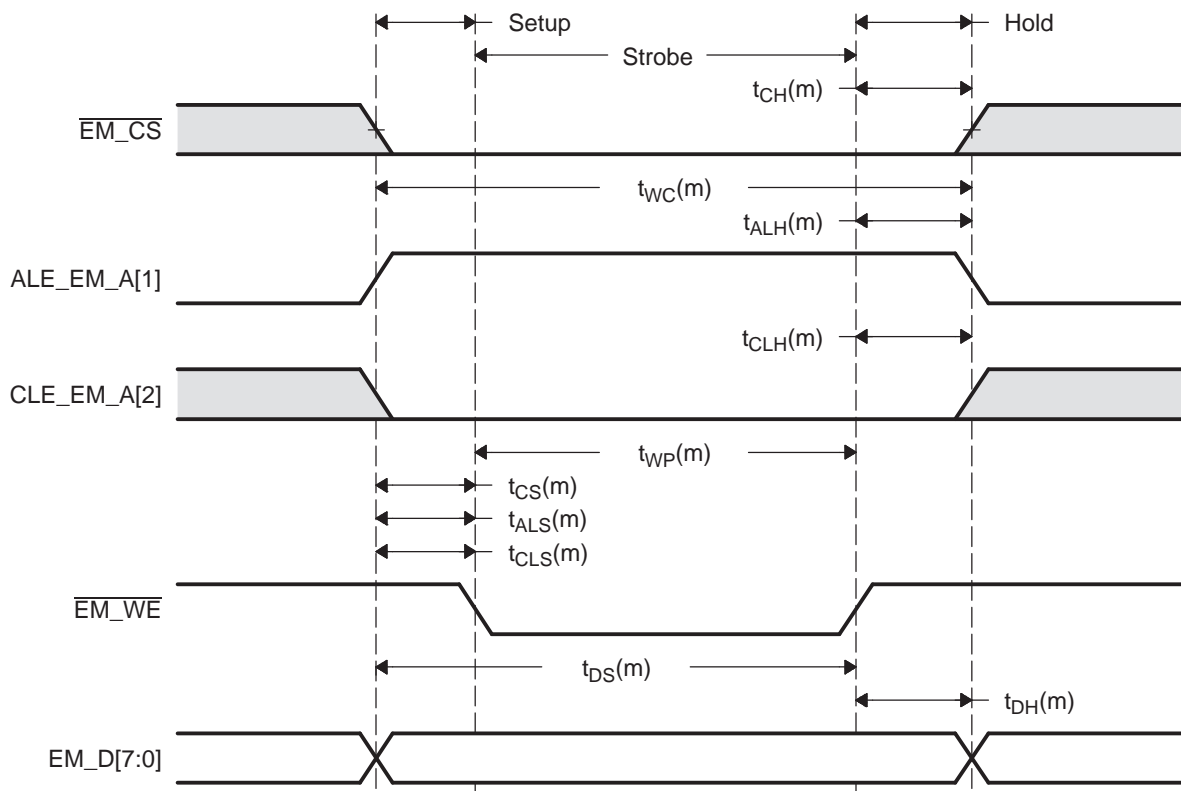 Setup
Hold
Strobe
tCH(m)
EM_CS
tWC(m)
tALH(m)
ALE_EM_A[1]
tCLH(m)
CLE_EM_A[2]
tWP(m)
tCS(m)
tALS(m)
tCLS(m)
EM_WE
tDS(m)
tDH(m)
EM_D[7:0]